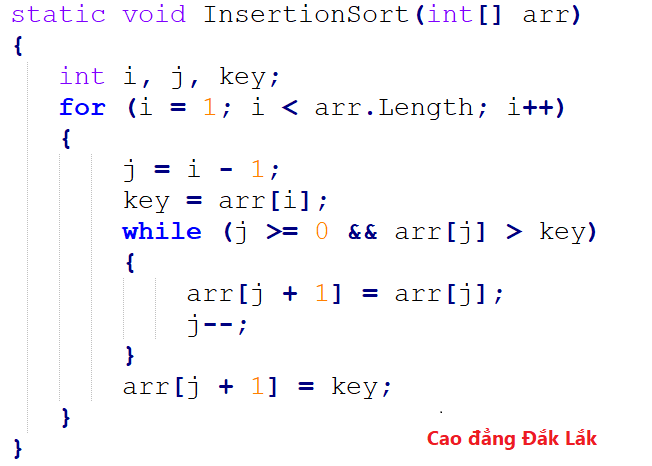 static void InsertionSort(int[] arr)
{
int i, j, key;
for (i = 1; i < arr.Length; i++)
{
j = i - 1;
key = arr[i];
while (j >= 0 && arr[j] > key)
{
arr[j + 1] = arr[j];
j--;
}
arr[j + 1] = key;
}
Cao đẳng Đắk Lắk
}